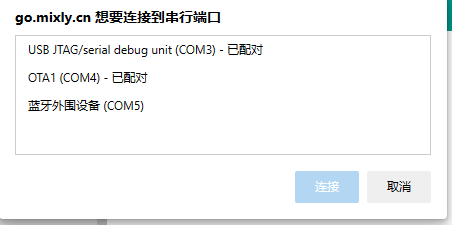 go.mixly.cn 想要连接到串行端口
USB JTAG/serial debug unit (COM3) - 已配对
OTA1 (COM4) - 已配对
蓝牙外围设备 (COM5)
连接
取消